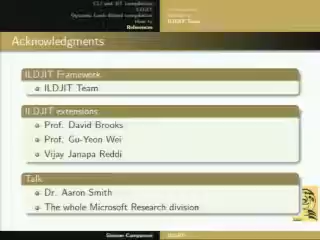 CLI and JIT compilation
ILDJIT
Dynamic Look-Ahead compilation
How to
References
ILDJIT Team
Acknowledgments
ILDJIT Framework
ILDJIT Team
ILDJIT extensions
Prof. David Brooks
Prof. Gu-Yeon Wei
Vijay Janapa Reddi
Talk
Dr. Aaron Smith
The whole Microsoft Research division
Simone Campanoni
ILDJIT